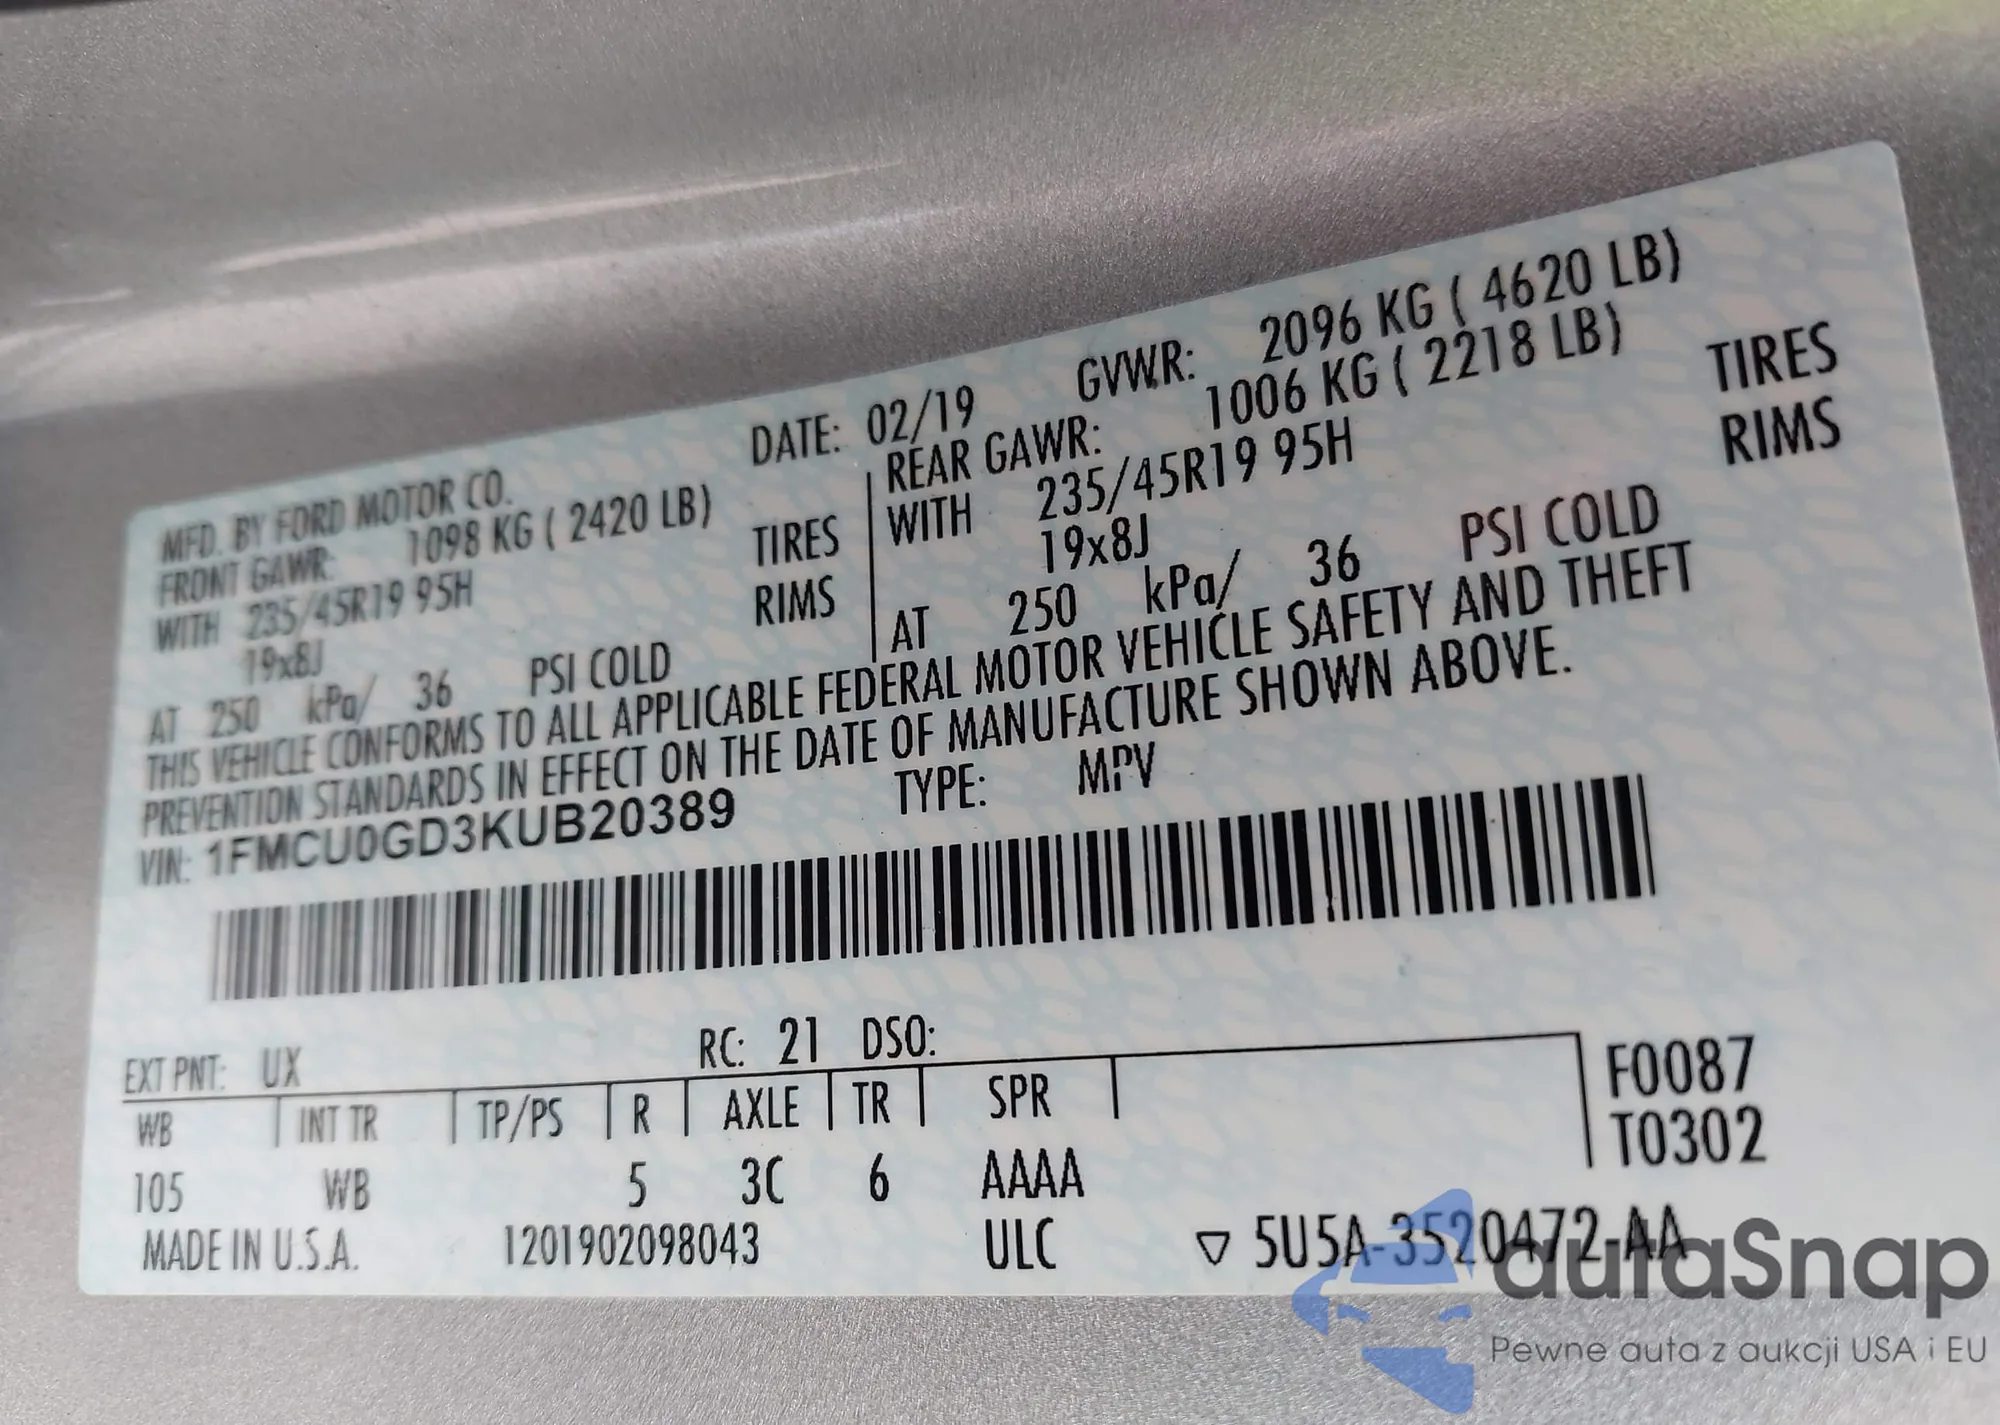 MFD. BY FORD MOTOR CO. DATE: 02/19 GVWR: 2096 KG ( 4620 LB)
FRONT GAWR: 1098 KG ( 2420 LB) REAR GAWR: 1006 KG ( 2218 LB)
WITH 235/45R19 95H TIRES WITH 235/45R19 95H TIRES
19x8J RIMS 19x8J RIMS
AT 250 kPa/ 36 PSI COLD AT 250 kPa/ 36 PSI COLD
THIS VEHICLE CONFORMS TO ALL APPLICABLE FEDERAL MOTOR VEHICLE SAFETY AND THEFT
PREVENTION STANDARDS IN EFFECT ON THE DATE OF MANUFACTURE SHOWN ABOVE.
VIN: 1FMCU0GD3KUB20389 TYPE: MPV
EXT PNT: UX RC: 21 DSO: F0087
WB INT TR TP/PS R AXLE TR SPR T0302
105 WB 5 3C 6 AAAA
MADE IN U.S.A. 1201902098043 ULC ▽ 5U5A-3520472-AA
autaSnap
Pewne auta z aukcji USA i EU